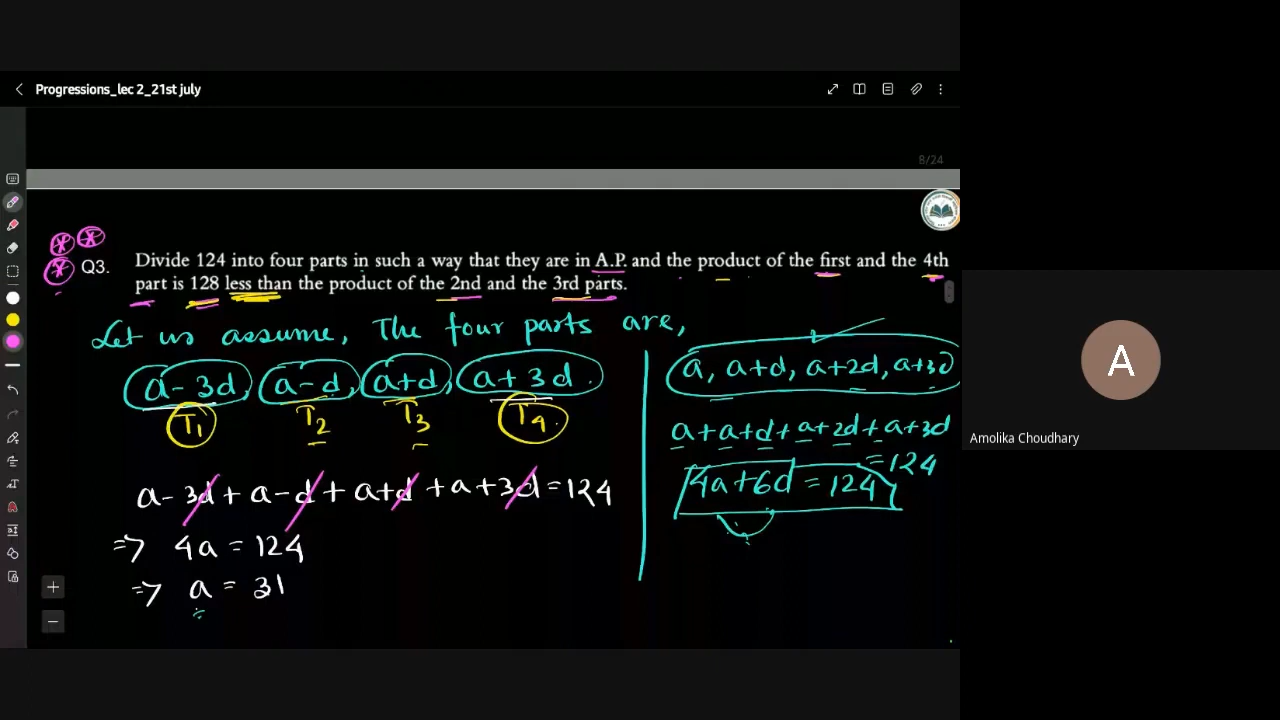 Progressions_lec 2_21st july
8/24
Q3. Divide 124 into four parts in such a way that they are in A.P. and the product of the first and the 4th
part is 128 less than the product of the 2nd and the 3rd parts.
Let us assume, The four parts are,
a-3d, a-d, a+d, a+3d.
T1 T2 T3 T4
a-3d + a-d + a+d + a+3d = 124
=> 4a = 124
=> a = 31
a, a+d, a+2d, a+3d
a+a+d+a+2d+a+3d
=124
4a+6d = 124
A
Amolika Choudhary